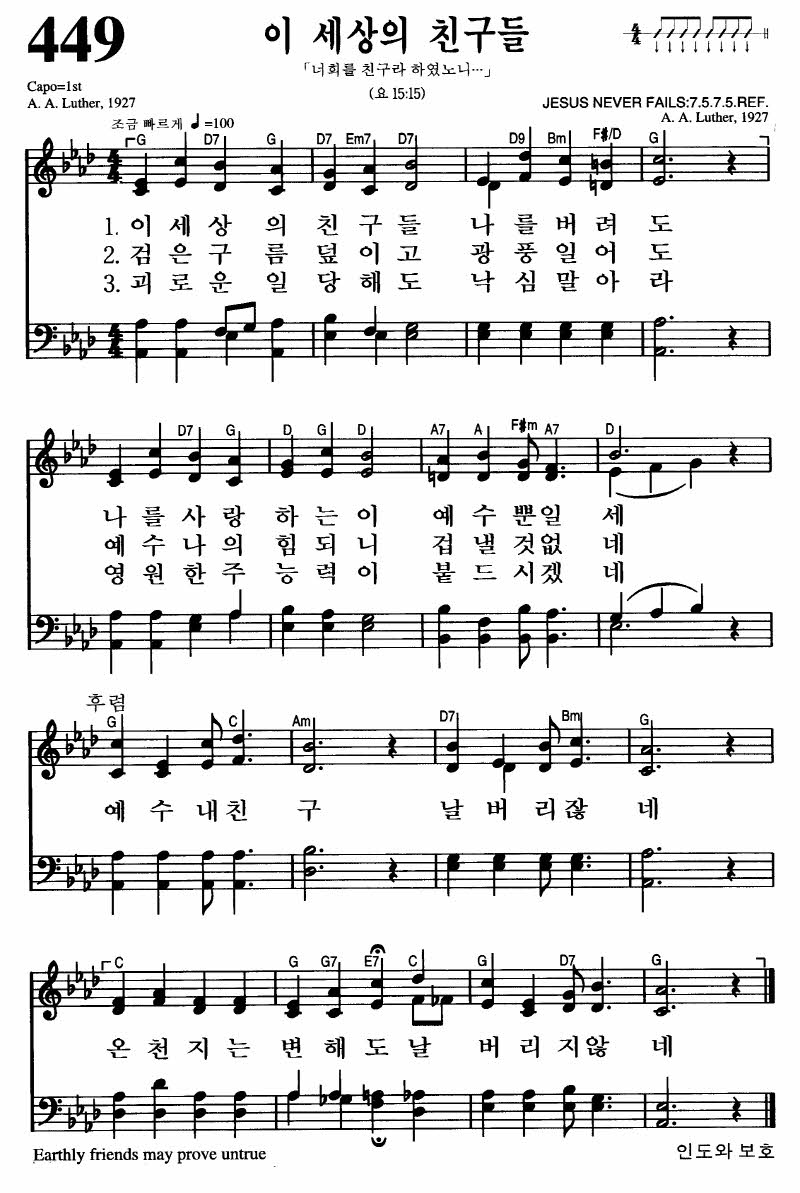 449
이 세상의 친구들
「너희를 친구라 하였노니…」
(요 15:15)
Capo=1st
A. A. Luther, 1927
JESUS NEVER FAILS:7.5.7.5.REF.
A. A. Luther, 1927
조금 빠르게 ♩=100
G D7 G D7 Em7 D7 D9 Bm F#/D G
4/4
1. 이 세 상 의 친 구 들 나 를 버 려 도
2. 검 은 구 름 덮 이 고 광 풍 일 어 도
3. 괴 로 운 일 당 해 도 낙 심 말 아 라
D7 G D G D A7 A F#m A7 D
나 를 사 랑 하 는 이 예 수 뿐 일 세
예 수 나 의 힘 되 니 겁 낼 것 없 네
영 원 한 주 능 력 이 붙 드 시 겠 네
후렴
G C Am D7 Bm G
예 수 내 친 구 날 버 리 잖 네
C G G7 E7 C G D7 G
온 천 지 는 변 해 도 날 버 리 지 않 네
Earthly friends may prove untrue
인도와 보호